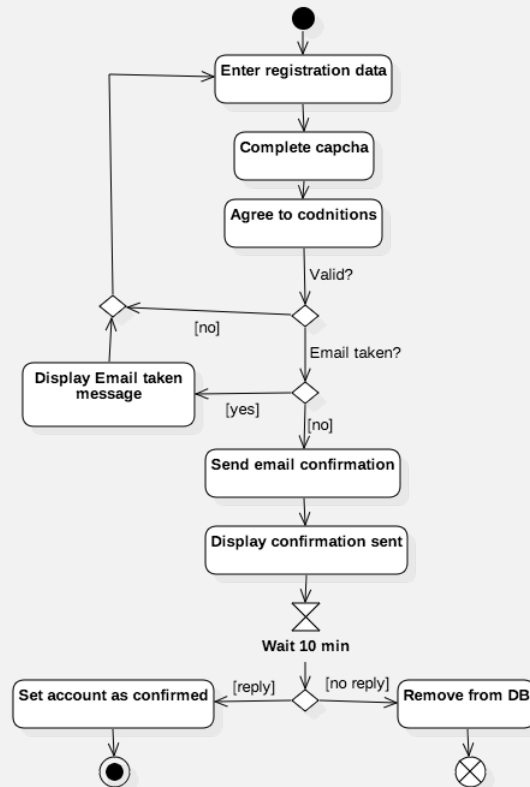 Enter registration data
Complete capcha
Agree to codnitions
Valid?
[no]
Email taken?
Display Email taken
message
[yes]
[no]
Send email confirmation
Display confirmation sent
Wait 10 min
[reply]
[no reply]
Set account as confirmed
Remove from DB